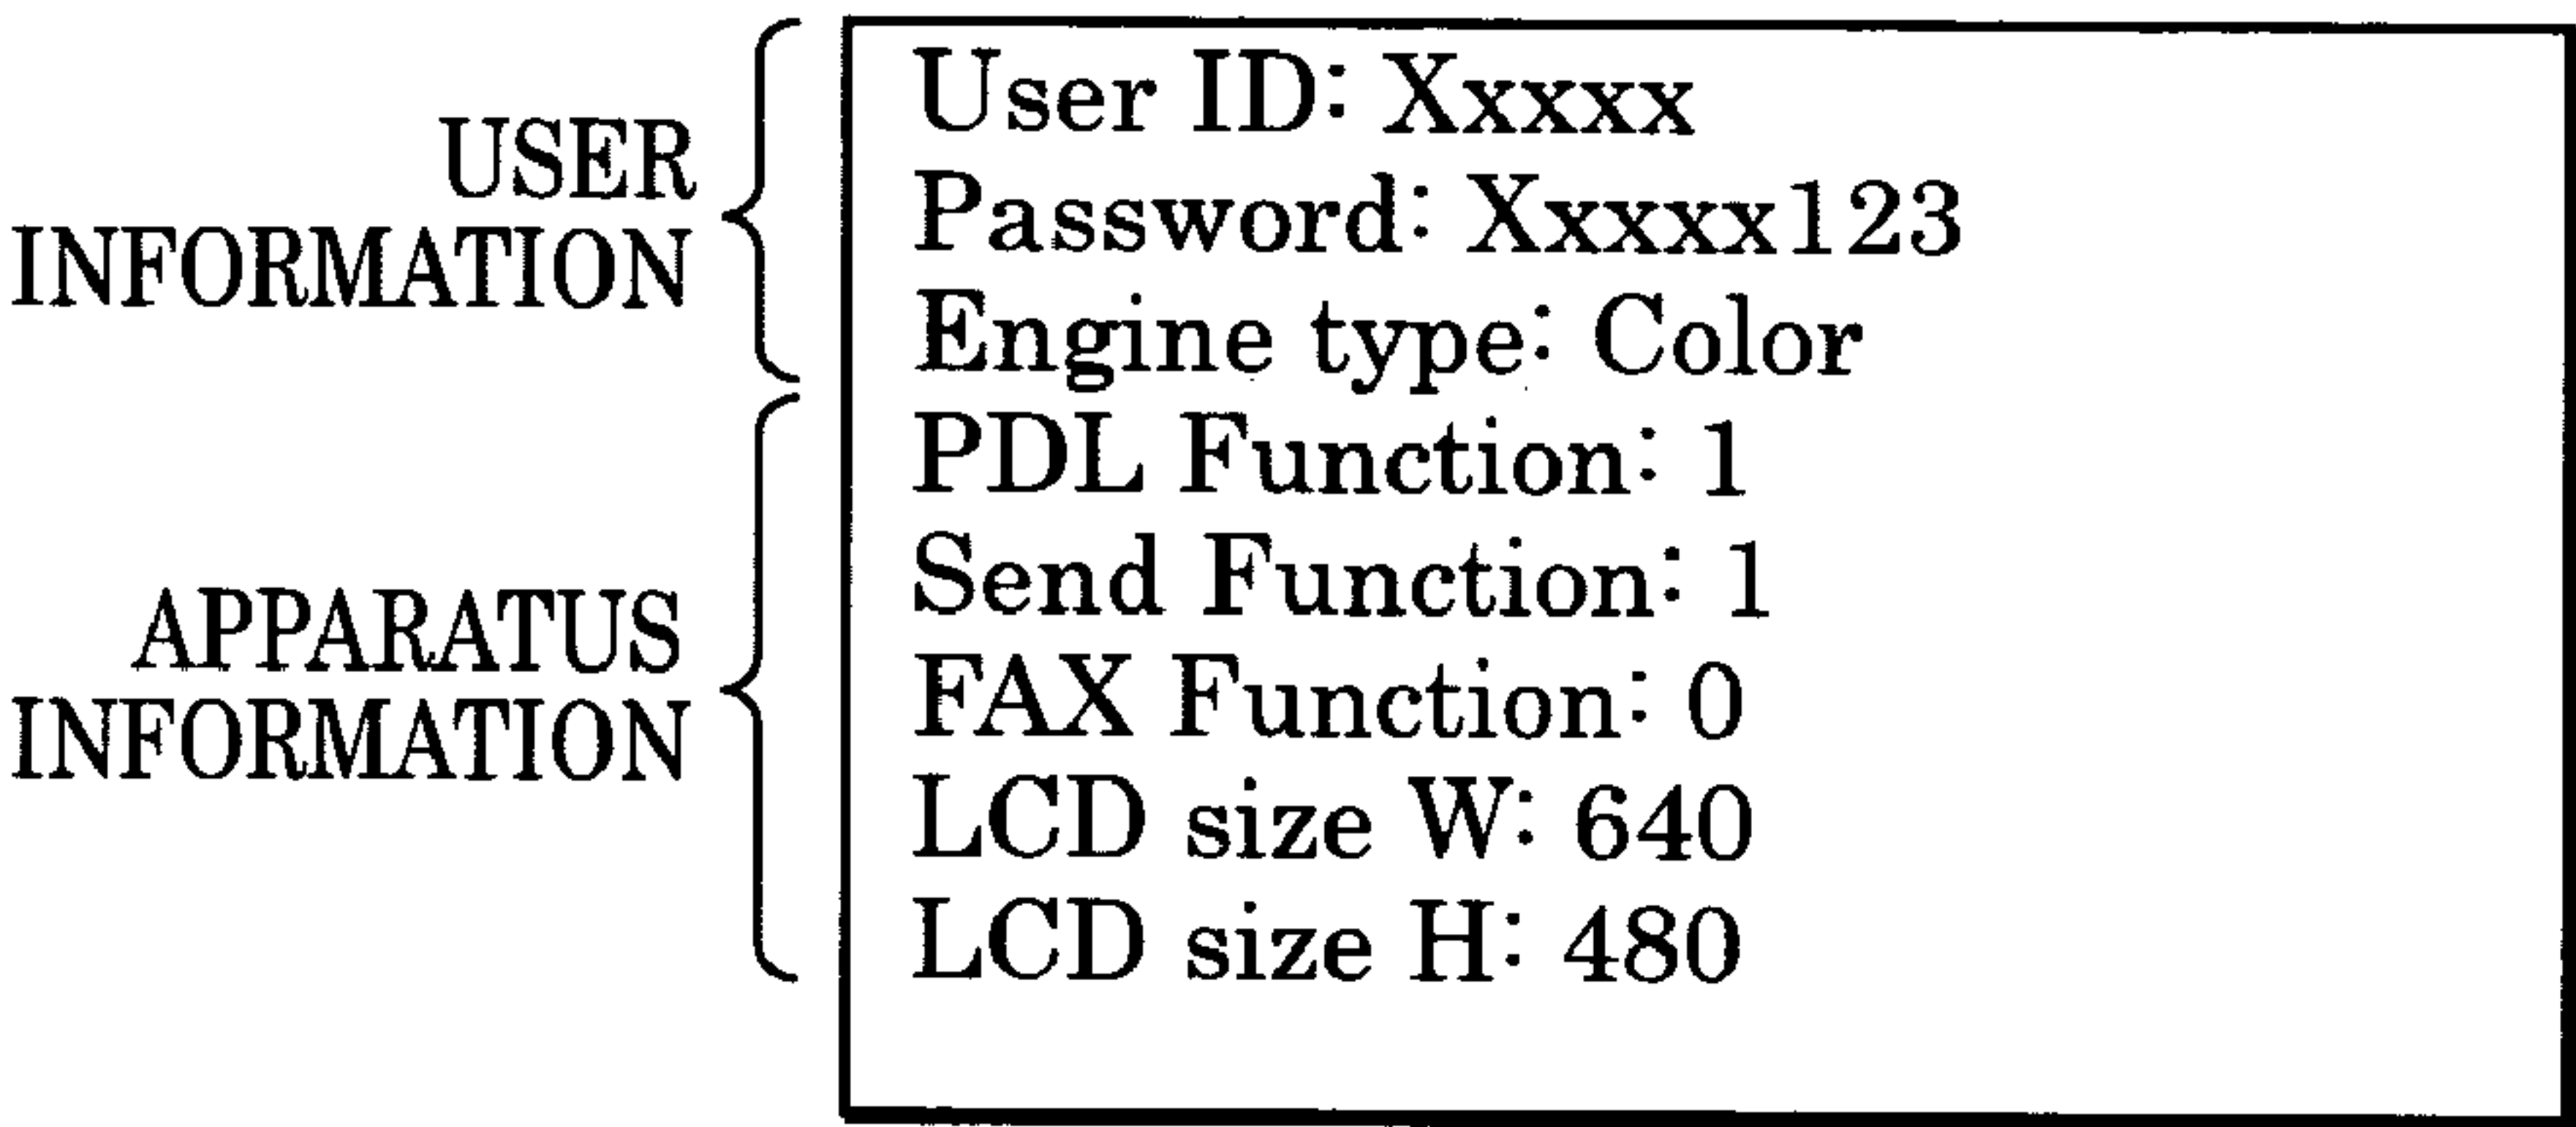 USER
INFORMATION
User ID: Xxxxx
Password: Xxxxx123
Engine type: Color
APPARATUS
INFORMATION
PDL Function: 1
Send Function: 1
FAX Function: 0
LCD size W: 640
LCD size H: 480